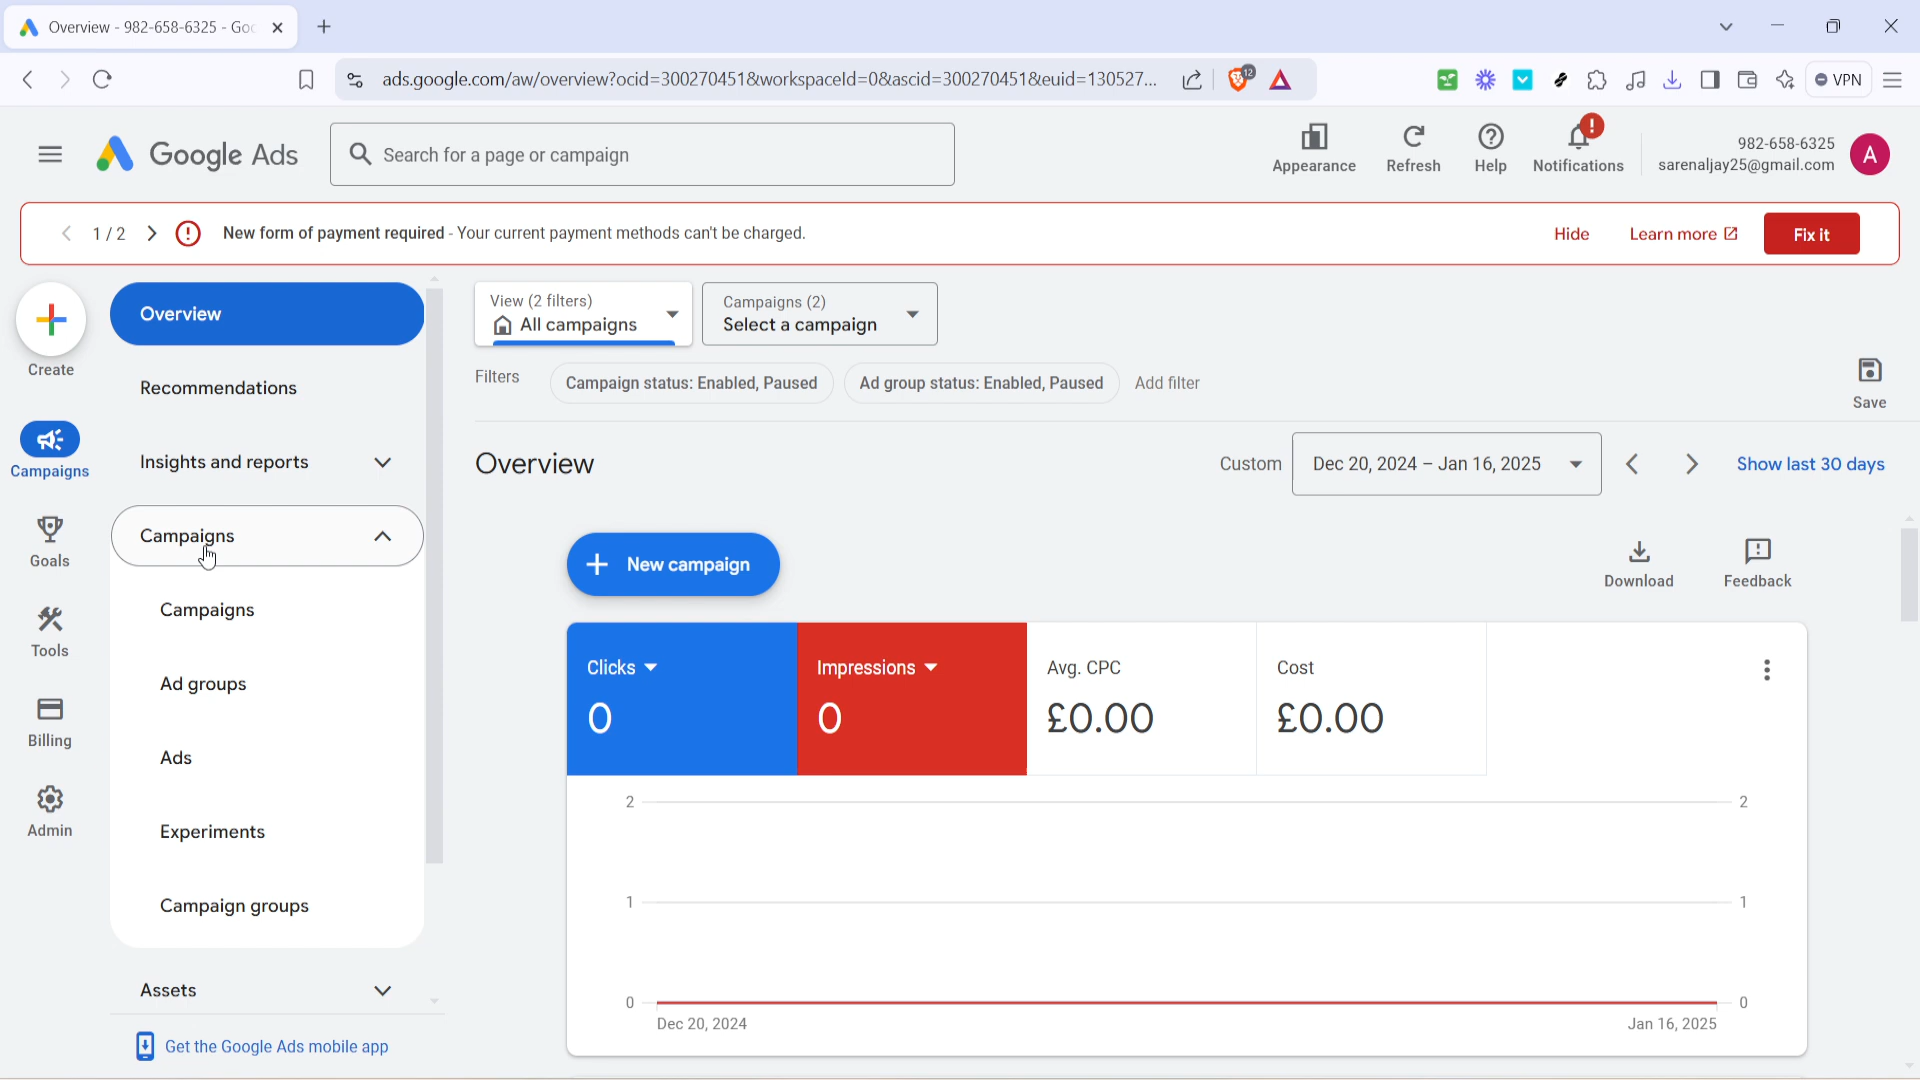 Overview - 982-658-6325 - Goo
ads.google.com/aw/overview?ocid=300270451&workspaceId=0&ascid=300270451&euid=130527...
12
VPN
Google Ads
Search for a page or campaign
Appearance
Refresh
Help
!
Notifications
982-658-6325
sarenaljay25@gmail.com
A
1 / 2
New form of payment required - Your current payment methods can't be charged.
Hide
Learn more
Fix it
Create
Campaigns
Goals
Tools
Billing
Admin
Overview
Recommendations
Insights and reports
Campaigns
Campaigns
Ad groups
Ads
Experiments
Campaign groups
Assets
Get the Google Ads mobile app
View (2 filters)
All campaigns
Campaigns (2)
Select a campaign
Filters
Campaign status: Enabled, Paused
Ad group status: Enabled, Paused
Add filter
Save
Overview
Custom
Dec 20, 2024 – Jan 16, 2025
Show last 30 days
New campaign
Download
Feedback
Clicks
0
Impressions
0
Avg. CPC
£0.00
Cost
£0.00
2
2
1
1
0
0
Dec 20, 2024
Jan 16, 2025